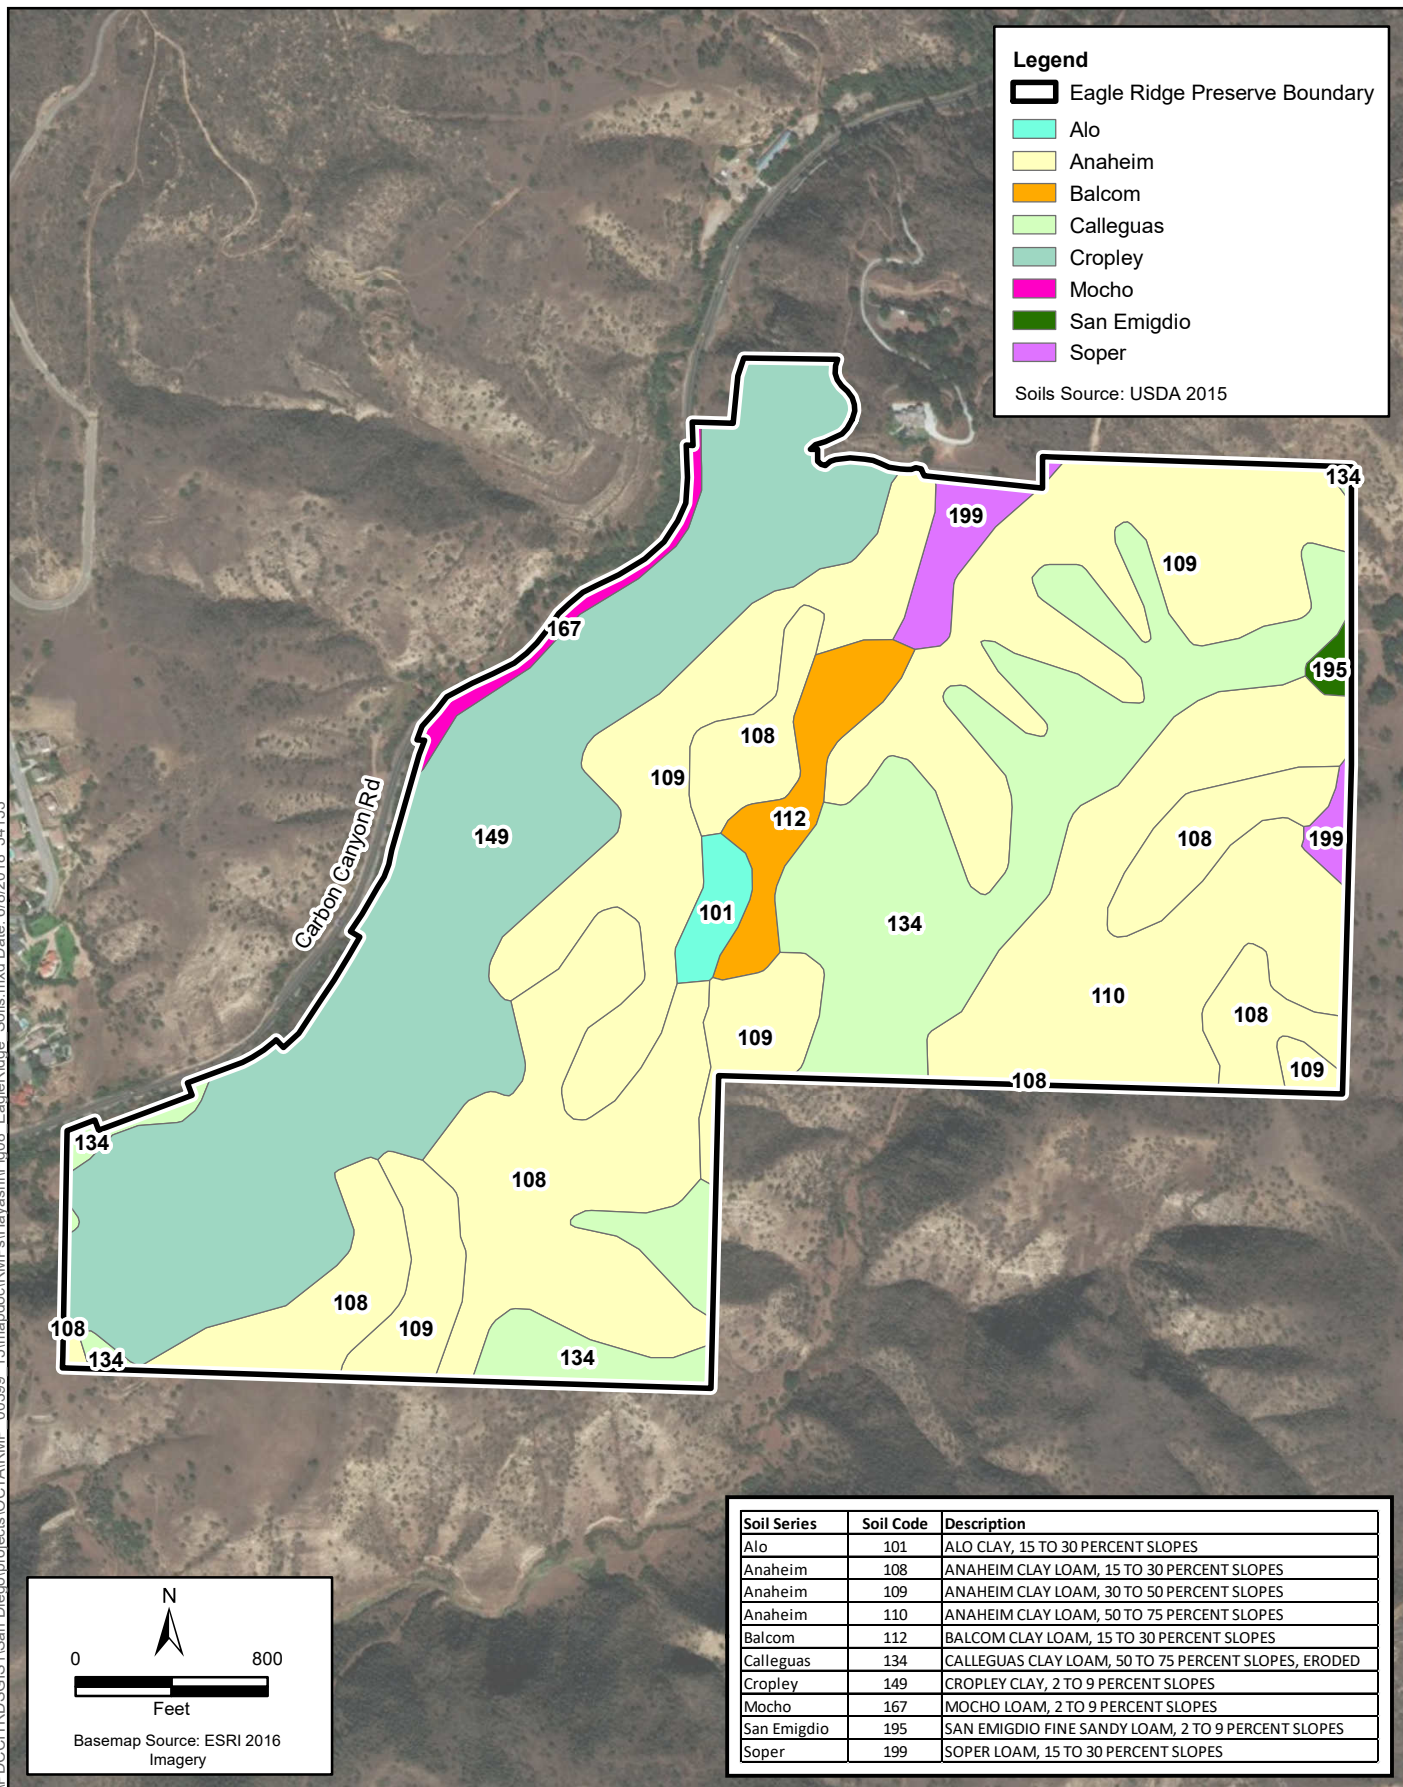 Legend
Eagle Ridge Preserve Boundary
Alo
Anaheim
Balcom
Calleguas
Cropley
Mocho
San Emigdio
Soper
Soils Source: USDA 2015
134
199
109
167
195
108
109
112
149
108
199
Carbon Canyon Rd
101
134
110
108
109
109
108
134
108
108
109
108
134
134
Soil Series Soil Code Description
Alo 101 ALO CLAY, 15 TO 30 PERCENT SLOPES
Anaheim 108 ANAHEIM CLAY LOAM, 15 TO 30 PERCENT SLOPES
Anaheim 109 ANAHEIM CLAY LOAM, 30 TO 50 PERCENT SLOPES
Anaheim 110 ANAHEIM CLAY LOAM, 50 TO 75 PERCENT SLOPES
Balcom 112 BALCOM CLAY LOAM, 15 TO 30 PERCENT SLOPES
Calleguas 134 CALLEGUAS CLAY LOAM, 50 TO 75 PERCENT SLOPES, ERODED
Cropley 149 CROPLEY CLAY, 2 TO 9 PERCENT SLOPES
Mocho 167 MOCHO LOAM, 2 TO 9 PERCENT SLOPES
San Emigdio 195 SAN EMIGDIO FINE SANDY LOAM, 2 TO 9 PERCENT SLOPES
Soper 199 SOPER LOAM, 15 TO 30 PERCENT SLOPES
N
0 800
Feet
Basemap Source: ESRI 2016
Imagery